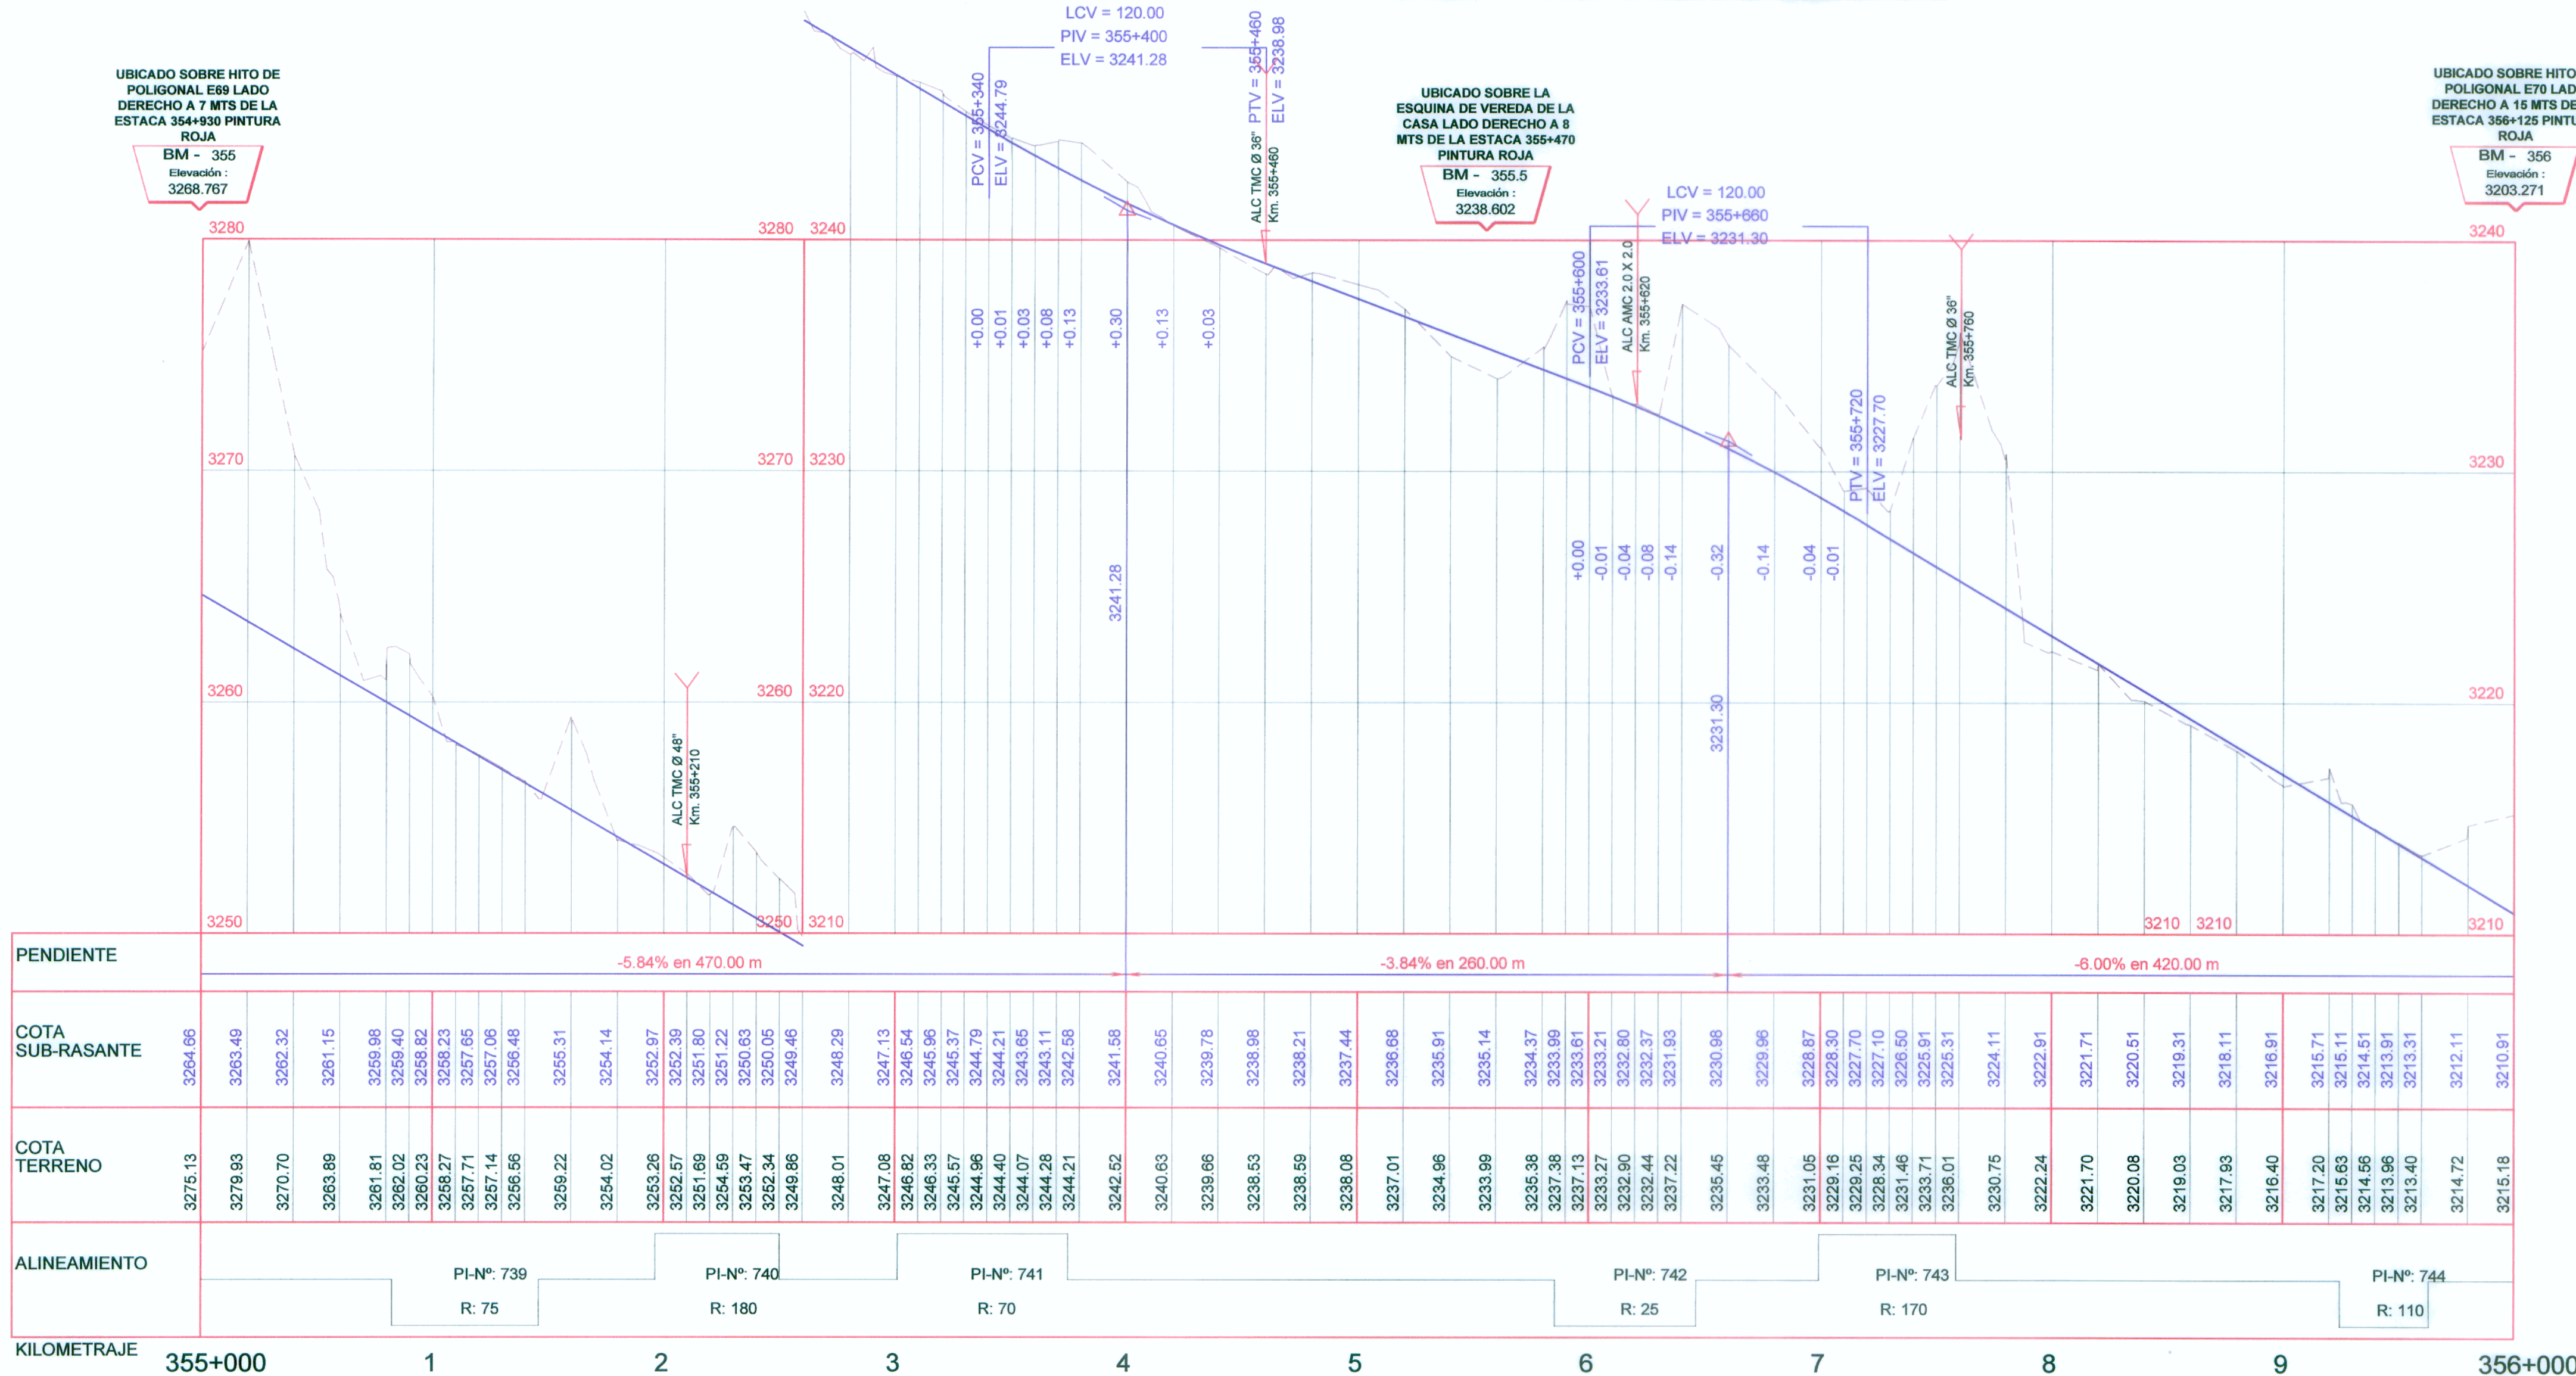 UBICADO SOBRE HITO DE
POLIGONAL E69 LADO
DERECHO A 7 MTS DE LA
ESTACA 354+930 PINTURA
ROJA
BM - 355
Elevación :
3268.767
LCV = 120.00
PIV = 355+400
ELV = 3241.28
PCV = 355+340
ELV = 3244.79
PTV = 355+460
ELV = 3238.98
ALC TMC Ø 36"
Km. 355+460
UBICADO SOBRE LA
ESQUINA DE VEREDA DE LA
CASA LADO DERECHO A 8
MTS DE LA ESTACA 355+470
PINTURA ROJA
BM - 355.5
Elevación :
3238.602
LCV = 120.00
PIV = 355+660
ELV = 3231.30
PCV = 355+600
ELV = 3233.61
ALC AMC 2.0 X 2.0
Km. 355+620
PTV = 355+720
ELV = 3227.70
ALC TMC Ø 36"
Km. 355+760
UBICADO SOBRE HITO
POLIGONAL E70 LAD
DERECHO A 15 MTS DE
ESTACA 356+125 PINTU
ROJA
BM - 356
Elevación :
3203.271
3280 3280 3240 3240
3270 3270 3230 3230
3260 3260 3220 3220
3250 3250 3210 3210 3210 3210
+0.00 +0.01 +0.03 +0.08 +0.13 +0.30 +0.13 +0.03
3241.28
+0.00 -0.01 -0.04 -0.08 -0.14 -0.32 -0.14 -0.04 -0.01
3231.30
ALC TMC Ø 48"
Km. 355+210
PENDIENTE
-5.84% en 470.00 m
-3.84% en 260.00 m
-6.00% en 420.00 m
COTA
SUB-RASANTE
3264.66 3263.49 3262.32 3261.15 3259.98 3259.40 3258.82 3258.23 3257.65 3257.06 3256.48 3255.31 3254.14 3252.97 3252.39 3251.80 3251.22 3250.63 3250.05 3249.46 3248.29 3247.13 3246.54 3245.96 3245.37 3244.79 3244.21 3243.65 3243.11 3242.58 3241.58 3240.65 3239.78 3238.98 3238.21 3237.44 3236.68 3235.91 3235.14 3234.37 3233.99 3233.61 3233.21 3232.80 3232.37 3231.93 3230.98 3229.96 3228.87 3228.30 3227.70 3227.10 3226.50 3225.91 3225.31 3224.11 3222.91 3221.71 3220.51 3219.31 3218.11 3216.91 3215.71 3215.11 3214.51 3213.91 3213.31 3212.11 3210.91
COTA
TERRENO
3275.13 3279.93 3270.70 3263.89 3261.81 3262.02 3260.23 3258.27 3257.71 3257.14 3256.56 3259.22 3254.02 3253.26 3252.57 3251.69 3254.59 3253.47 3252.34 3249.86 3248.01 3247.08 3246.82 3246.33 3245.57 3244.96 3244.40 3244.07 3244.28 3244.21 3242.52 3240.63 3239.66 3238.53 3238.59 3238.08 3237.01 3234.96 3233.99 3235.38 3237.38 3237.13 3233.27 3232.90 3232.44 3237.22 3235.45 3233.48 3231.05 3229.16 3229.25 3228.34 3231.46 3233.71 3236.01 3230.75 3222.24 3221.70 3220.08 3219.03 3217.93 3216.40 3217.20 3215.63 3214.56 3213.96 3213.40 3214.72 3215.18
ALINEAMIENTO
PI-Nº: 739
R: 75
PI-Nº: 740
R: 180
PI-Nº: 741
R: 70
PI-Nº: 742
R: 25
PI-Nº: 743
R: 170
PI-Nº: 744
R: 110
KILOMETRAJE
355+000 1 2 3 4 5 6 7 8 9 356+000